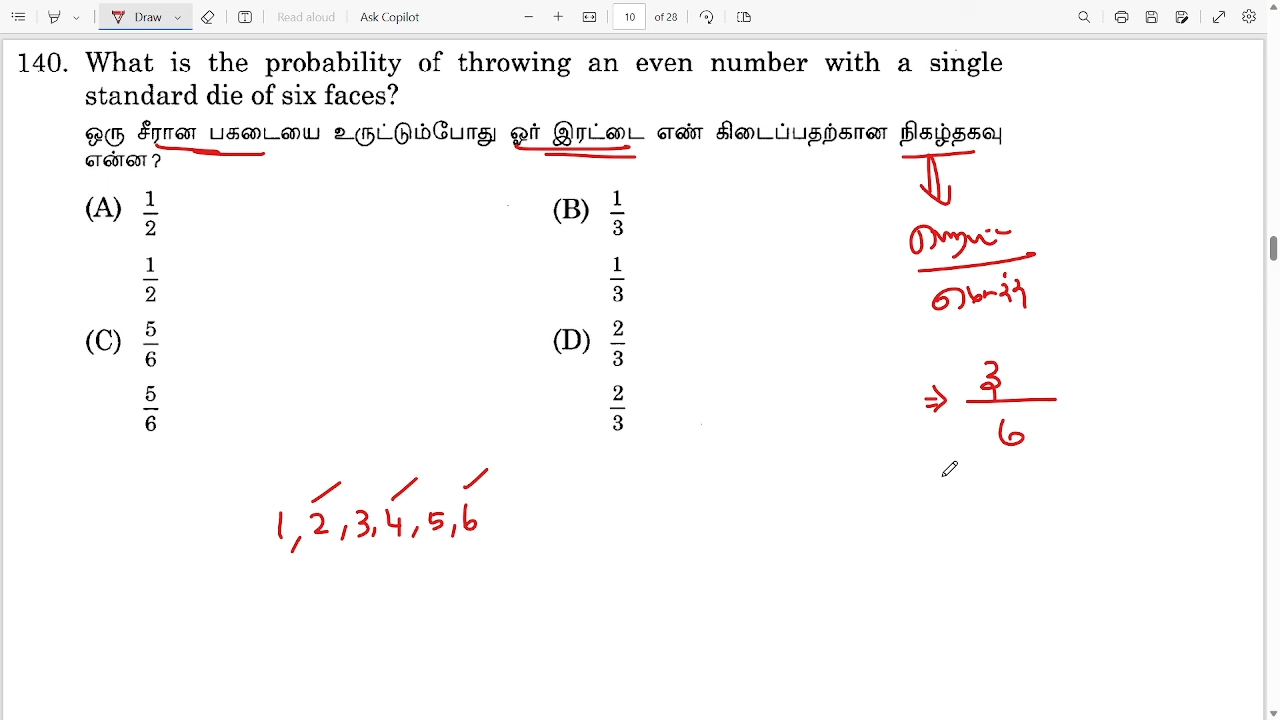 Draw
Read aloud
Ask Copilot
10
of 28
140. What is the probability of throwing an even number with a single
standard die of six faces?
ஒரு சீரான பகடையை உருட்டும்போது ஓர் இரட்டை எண் கிடைப்பதற்கான நிகழ்தகவு
என்ன?
(A) 1/2
(B) 1/3
1/2
1/3
(C) 5/6
(D) 2/3
5/6
2/3
⇒ 3/6
1, 2, 3, 4, 5, 6